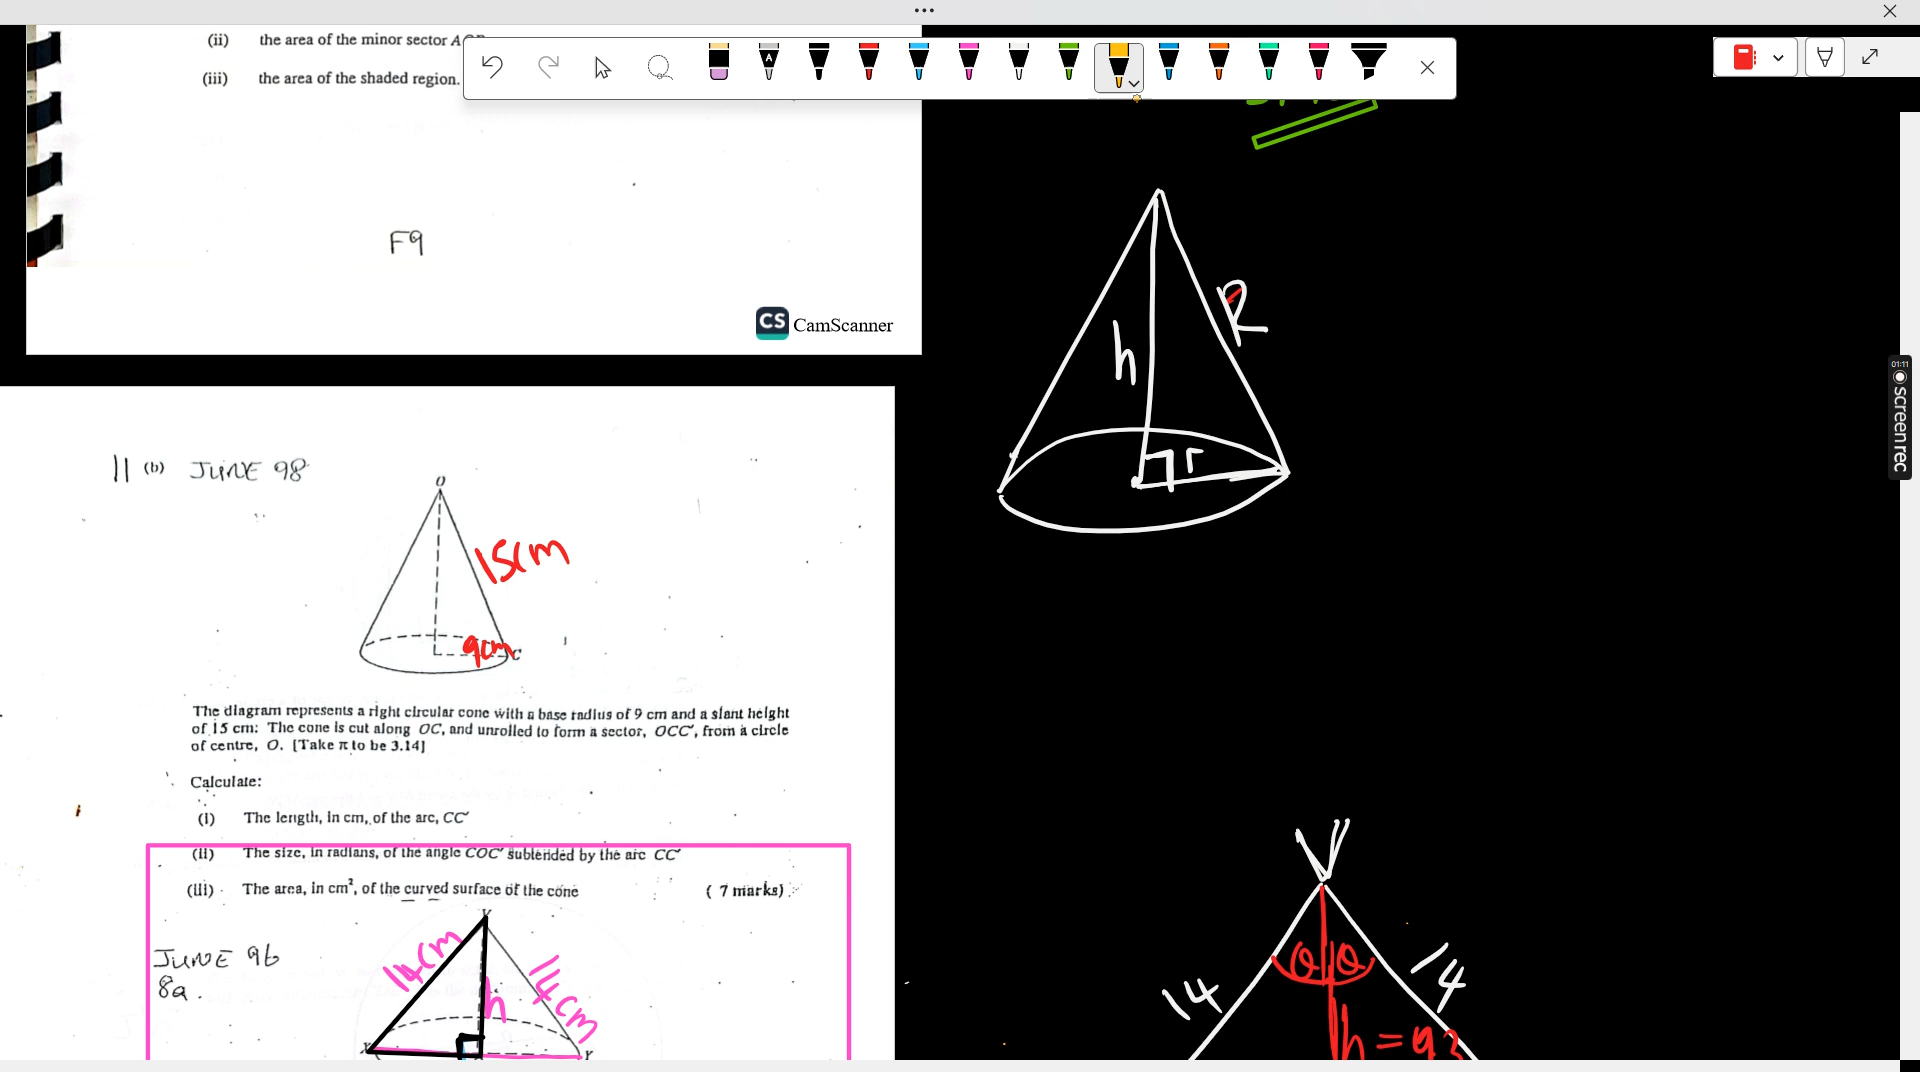 (ii) the area of the minor sector A
(iii) the area of the shaded region.
F9
CS CamScanner
11 (b) JUNE 98
O
15cm
9cm
C
The diagram represents a right circular cone with a base radius of 9 cm and a slant height
of 15 cm: The cone is cut along OC, and unrolled to form a sector, OCC', from a circle
of centre, O. [Take π to be 3.14]
Calculate:
(i) The length, in cm, of the arc, CC'
(ii) The size, in radians, of the angle COC' subtended by the arc CC'
(iii) The area, in cm², of the curved surface of the cone (7 marks)
JUNE 96
8a.
V
14cm
14cm
h
X
Y
h
R
r
V
14
14
θ
θ
h = 9
A
01:11
screenrec